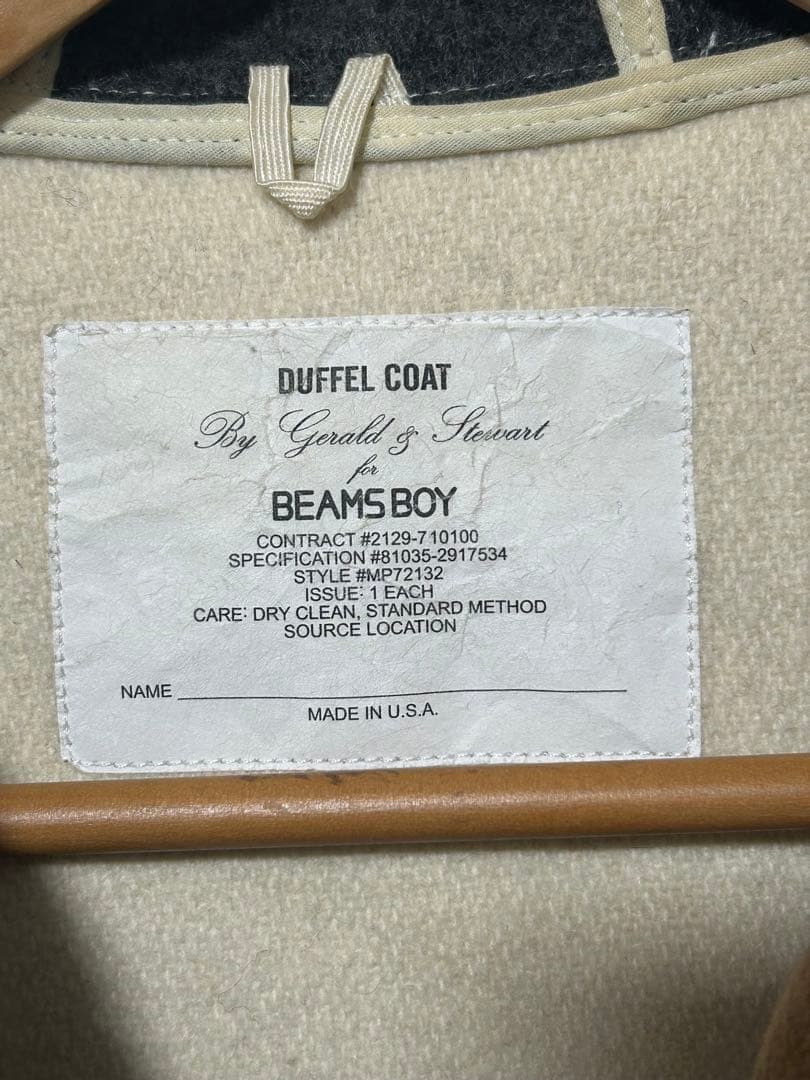 DUFFEL COAT
By Gerald & Stewart
for
BEAMS BOY
CONTRACT #2129-710100
SPECIFICATION #81035-2917534
STYLE #MP72132
ISSUE: 1 EACH
CARE: DRY CLEAN, STANDARD METHOD
SOURCE LOCATION
NAME
MADE IN U.S.A.